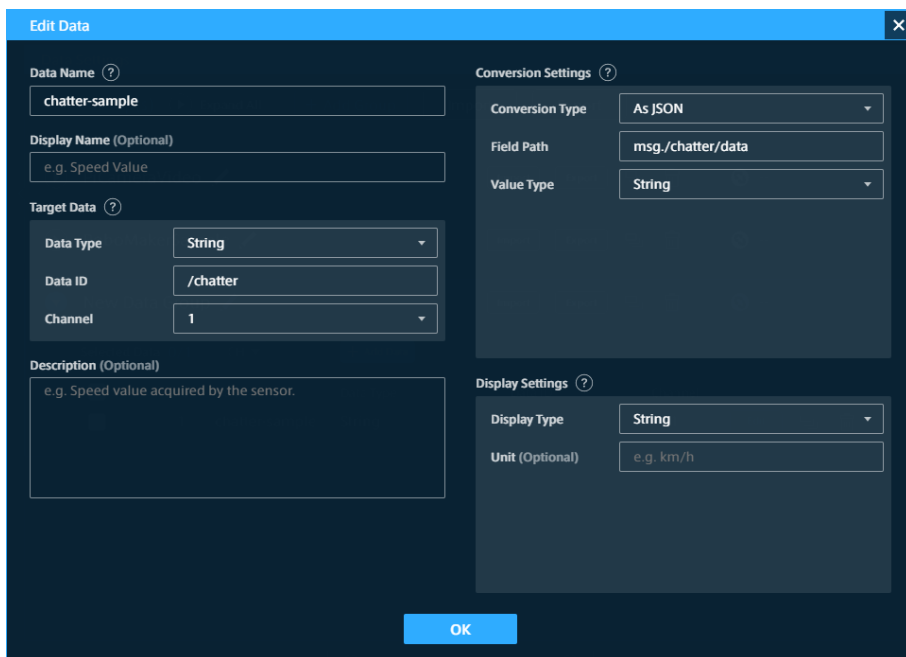 Edit Data
Data Name ?
chatter-sample
Display Name (Optional)
e.g. Speed Value
Target Data ?
Data Type String
Data ID /chatter
Channel 1
Description (Optional)
e.g. Speed value acquired by the sensor.
Conversion Settings ?
Conversion Type As JSON
Field Path msg./chatter/data
Value Type String
Display Settings ?
Display Type String
Unit (Optional) e.g. km/h
OK